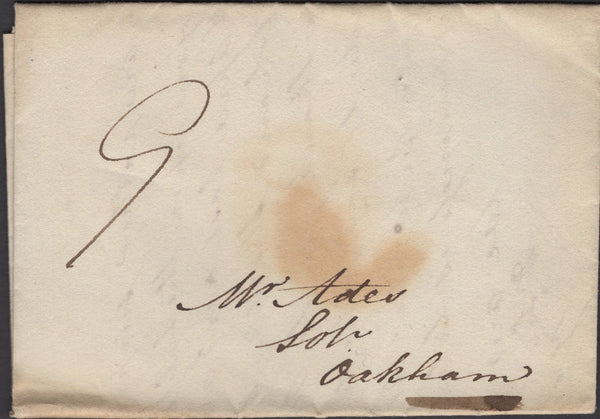 9
Mr. Ades
Solr
Oakham